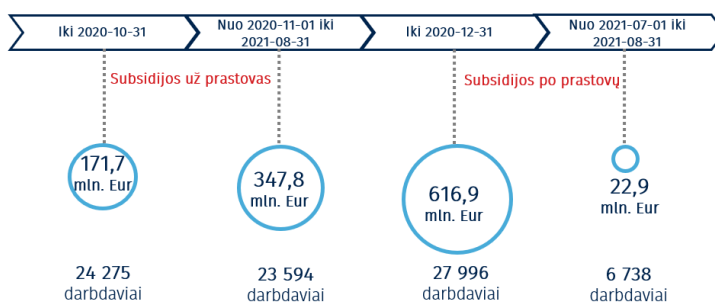 Iki 2020-10-31
Nuo 2020-11-01 iki
2021-08-31
Iki 2020-12-31
Nuo 2021-07-01 iki
2021-08-31
Subsidijos už prastovas
Subsidijos po prastovų
171,7
mln. Eur
347,8
mln. Eur
616,9
mln. Eur
22,9
mln. Eur
24 275
darbdaviai
23 594
darbdaviai
27 996
darbdaviai
6 738
darbdaviai